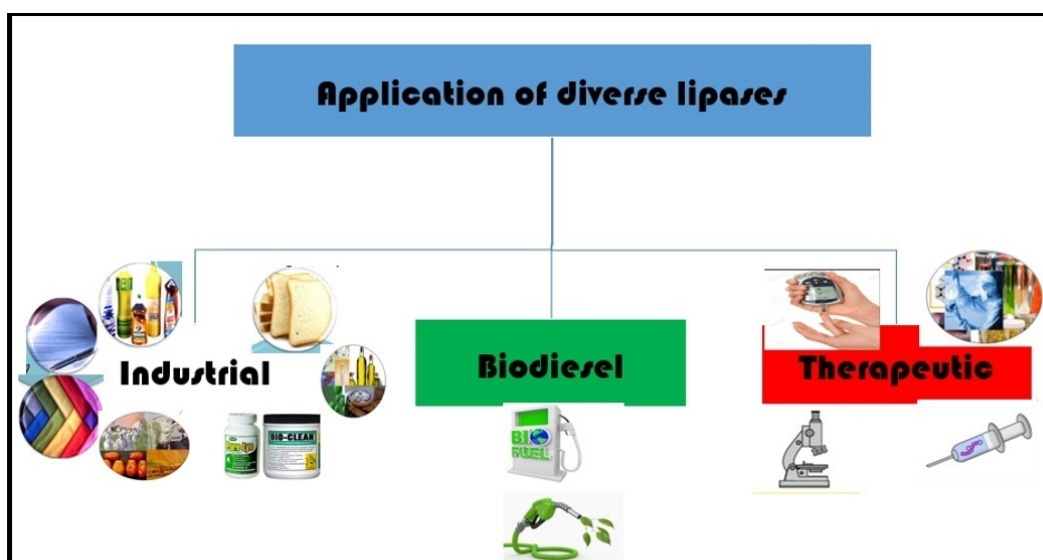 Application of diverse lipases
Industrial
Biodiesel
Therapeutic
BIO-CLEAN
BIO
FUEL